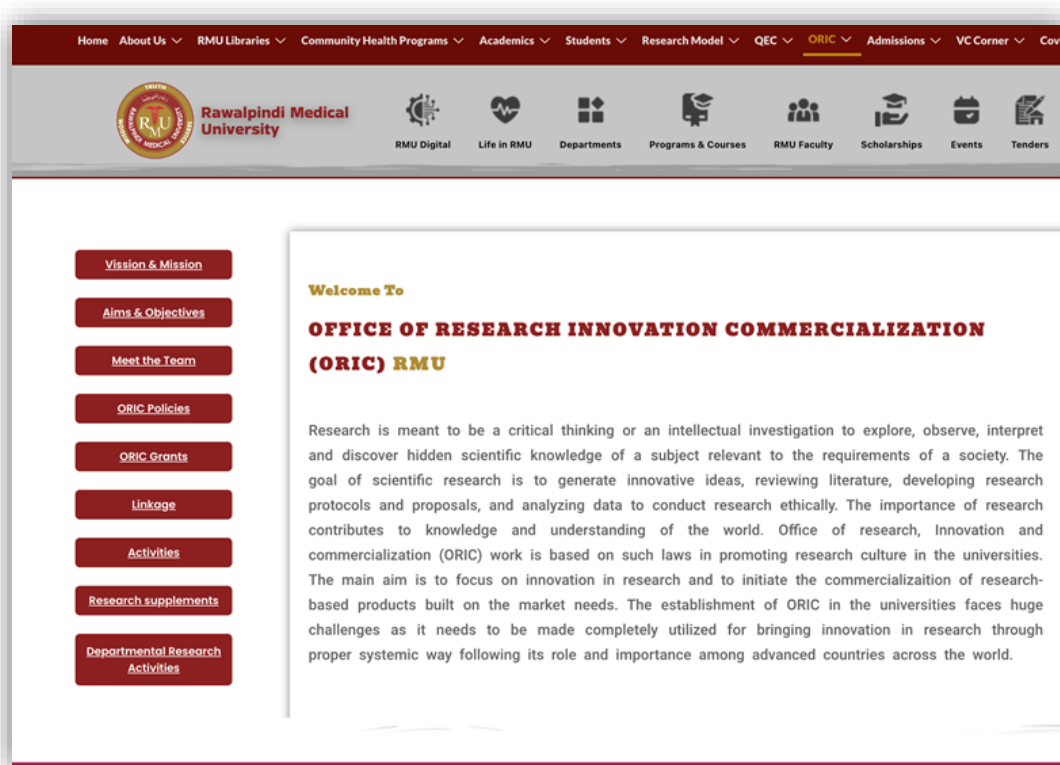 Home About Us RMU Libraries Community Health Programs Academics Students Research Model QEC ORIC Admissions VC Corner Cov
TRUTH
WISDOM
SERVICE
RAWALPINDI MEDICAL UNIVERSITY
RMU
Rawalpindi Medical
University
RMU Digital Life in RMU Departments Programs & Courses RMU Faculty Scholarships Events Tenders
Vission & Mission
Aims & Objectives
Meet the Team
ORIC Policies
ORIC Grants
Linkage
Activities
Research supplements
Departmental Research
Activities
Welcome To
OFFICE OF RESEARCH INNOVATION COMMERCIALIZATION
(ORIC) RMU
Research is meant to be a critical thinking or an intellectual investigation to explore, observe, interpret
and discover hidden scientific knowledge of a subject relevant to the requirements of a society. The
goal of scientific research is to generate innovative ideas, reviewing literature, developing research
protocols and proposals, and analyzing data to conduct research ethically. The importance of research
contributes to knowledge and understanding of the world. Office of research, Innovation and
commercialization (ORIC) work is based on such laws in promoting research culture in the universities.
The main aim is to focus on innovation in research and to initiate the commercializaition of research-
based products built on the market needs. The establishment of ORIC in the universities faces huge
challenges as it needs to be made completely utilized for bringing innovation in research through
proper systemic way following its role and importance among advanced countries across the world.